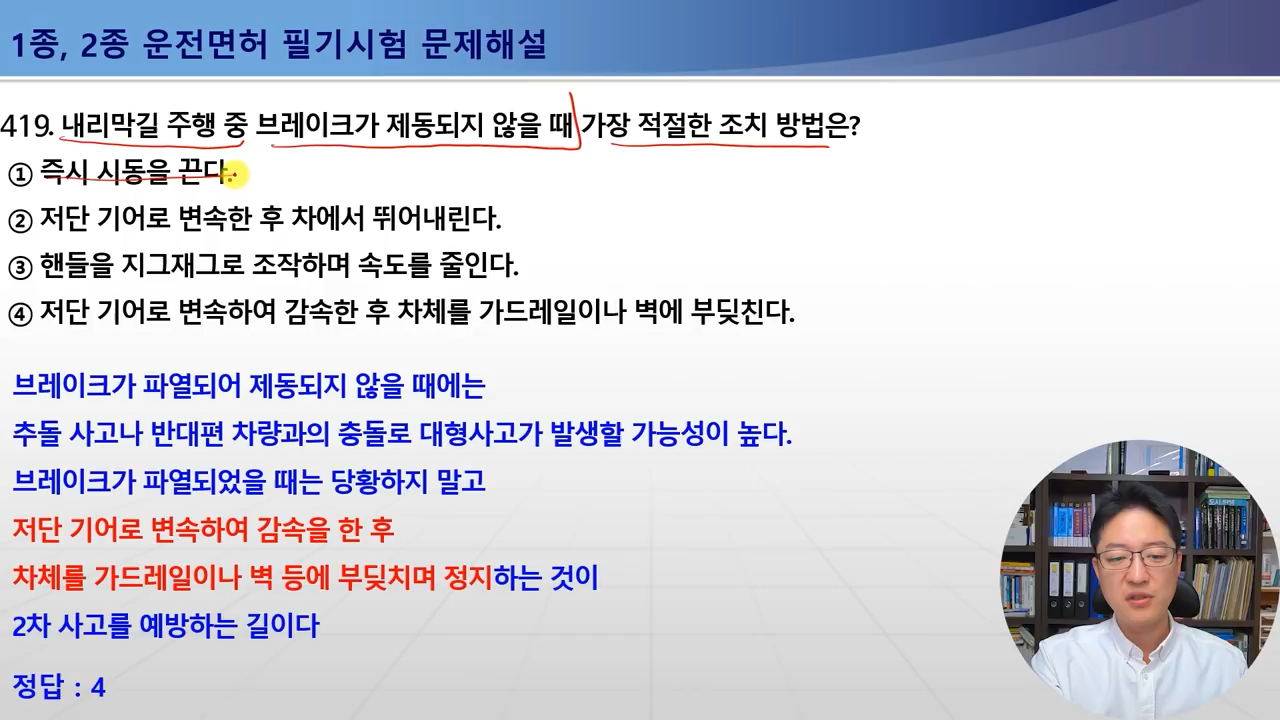 1종, 2종 운전면허 필기시험 문제해설
419. 내리막길 주행 중 브레이크가 제동되지 않을 때 가장 적절한 조치 방법은?
① 즉시 시동을 끈다.
② 저단 기어로 변속한 후 차에서 뛰어내린다.
③ 핸들을 지그재그로 조작하며 속도를 줄인다.
④ 저단 기어로 변속하여 감속한 후 차체를 가드레일이나 벽에 부딪친다.
브레이크가 파열되어 제동되지 않을 때에는
추돌 사고나 반대편 차량과의 충돌로 대형사고가 발생할 가능성이 높다.
브레이크가 파열되었을 때는 당황하지 말고
저단 기어로 변속하여 감속을 한 후
차체를 가드레일이나 벽 등에 부딪치며 정지하는 것이
2차 사고를 예방하는 길이다
정답 : 4